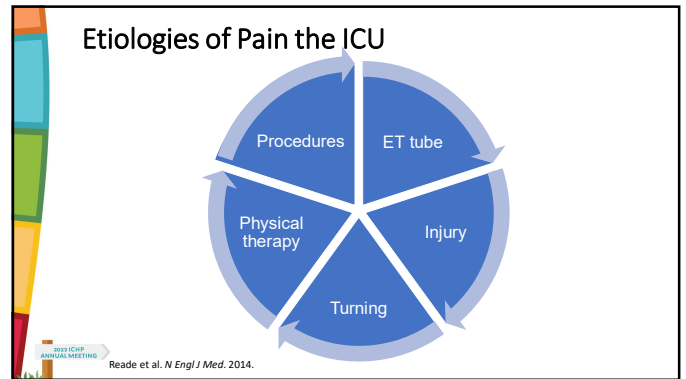 Etiologies of Pain the ICU
Procedures
ET tube
Physical
therapy
Injury
Turning
2023 ICHP
ANNUAL MEETING
Reade et al. N Engl J Med. 2014.